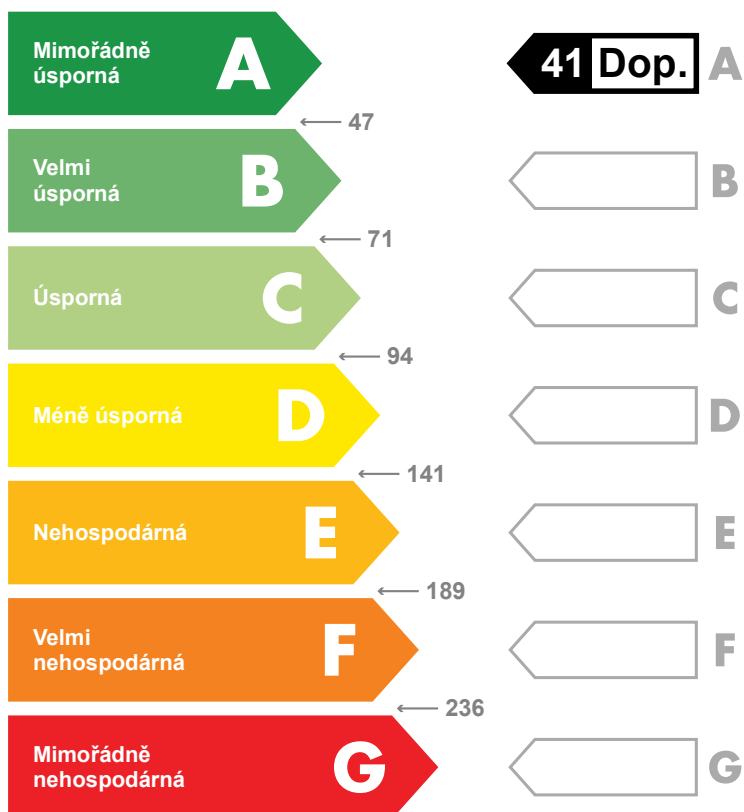 Mimořádně
úsporná
A
41 Dop.
A
47
Velmi
úsporná
B
B
71
Úsporná
C
C
94
Méně úsporná
D
D
141
Nehospodárná
E
E
189
Velmi
nehospodárná
F
F
236
Mimořádně
nehospodárná
G
G